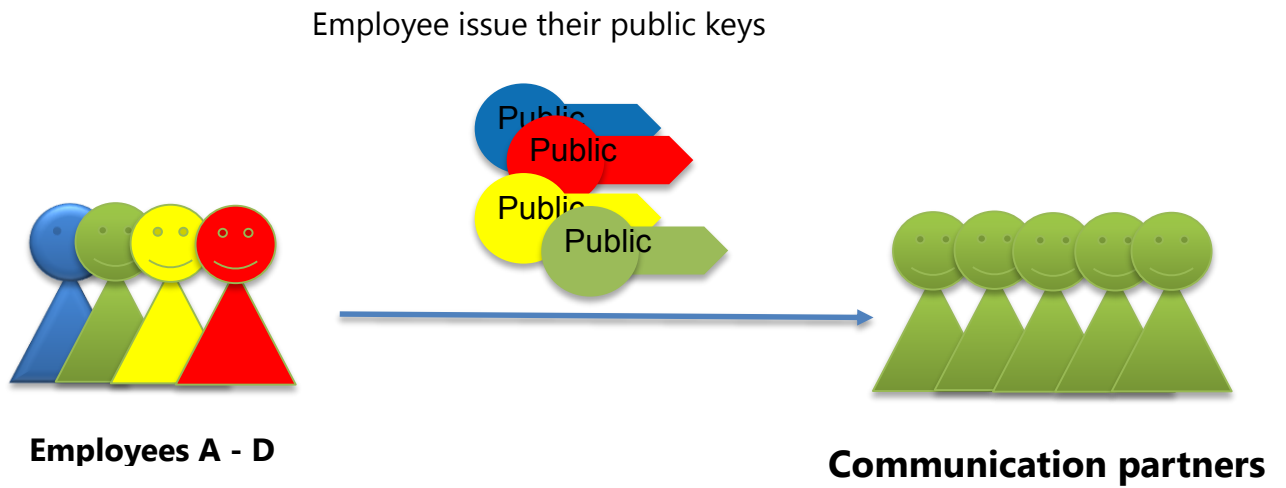 Employee issue their public keys
Public
Public
Public
Public
Employees A - D
Communication partners